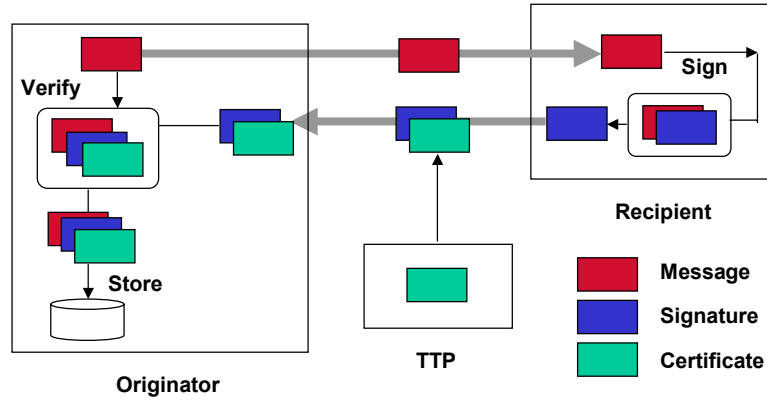 Verify
Sign
Recipient
Store
Message
Signature
TTP
Certificate
Originator